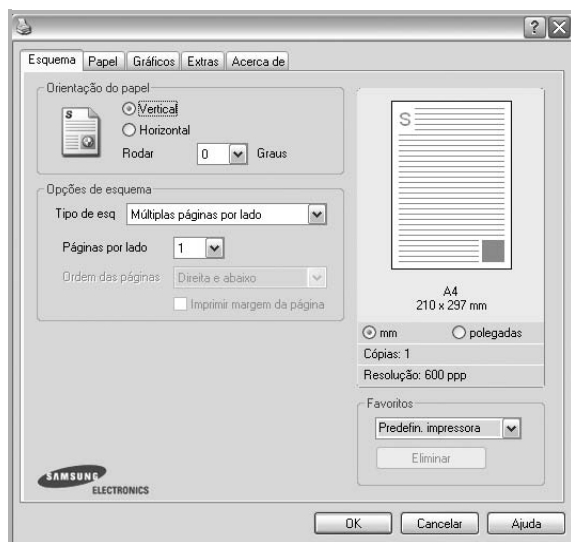 Esquema Papel Gráficos Extras Acerca de
Orientação do papel
S
Vertical
Horizontal
Rodar 0 Graus
Opções de esquema
Tipo de esq Múltiplas páginas por lado
Páginas por lado 1
Ordem das páginas Direita e abaixo
Imprimir margem da página
SAMSUNG
ELECTRONICS
S
A4
210 x 297 mm
mm polegadas
Cópias: 1
Resolução: 600 ppp
Favoritos
Predefin. impressora
Eliminar
OK Cancelar Ajuda